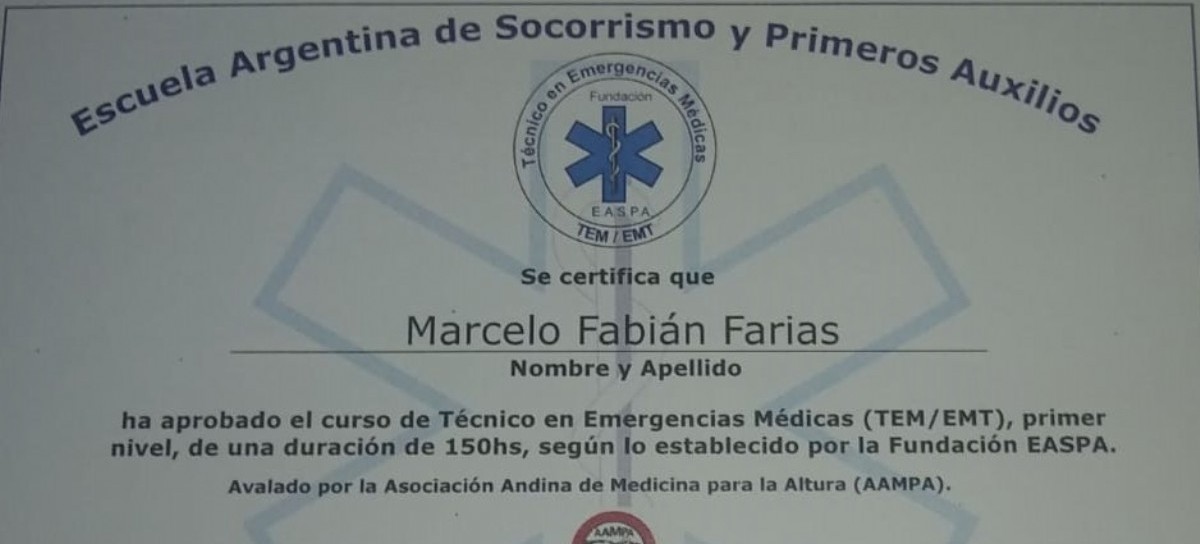 Escuela Argentina de Socorrismo y Primeros Auxilios
Técnico en Emergencias Médicas
Fundación
E.A.S.P.A.
TEM / EMT
Se certifica que
Marcelo Fabián Farias
Nombre y Apellido
ha aprobado el curso de Técnico en Emergencias Médicas (TEM/EMT), primer
nivel, de una duración de 150hs, según lo establecido por la Fundación EASPA.
Avalado por la Asociación Andina de Medicina para la Altura (AAMPA).
AAMPA